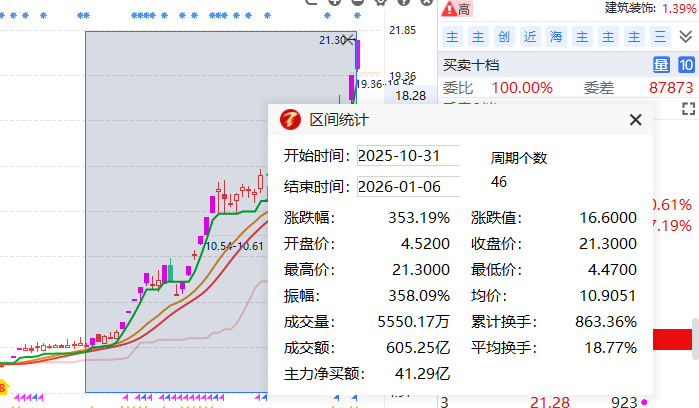 高
建筑装饰: 1.39%
21.85
21.30
主 主 创 近 海 主 主 主 三
19.36
19.36-19.56
买卖十档 量 10
18.28
委比 100.00% 委差 87873
区间统计
开始时间: 2025-10-31 周期个数
结束时间: 2026-01-06 46
0.61%
涨跌幅: 353.19% 涨跌值: 16.6000
7.19%
开盘价: 4.5200 收盘价: 21.3000
10.54-10.61
最高价: 21.3000 最低价: 4.4700
振幅: 358.09% 均价: 10.9051
成交量: 5550.17万 累计换手: 863.36%
成交额: 605.25亿 平均换手: 18.77%
主力净买额: 41.29亿
3 21.28 923